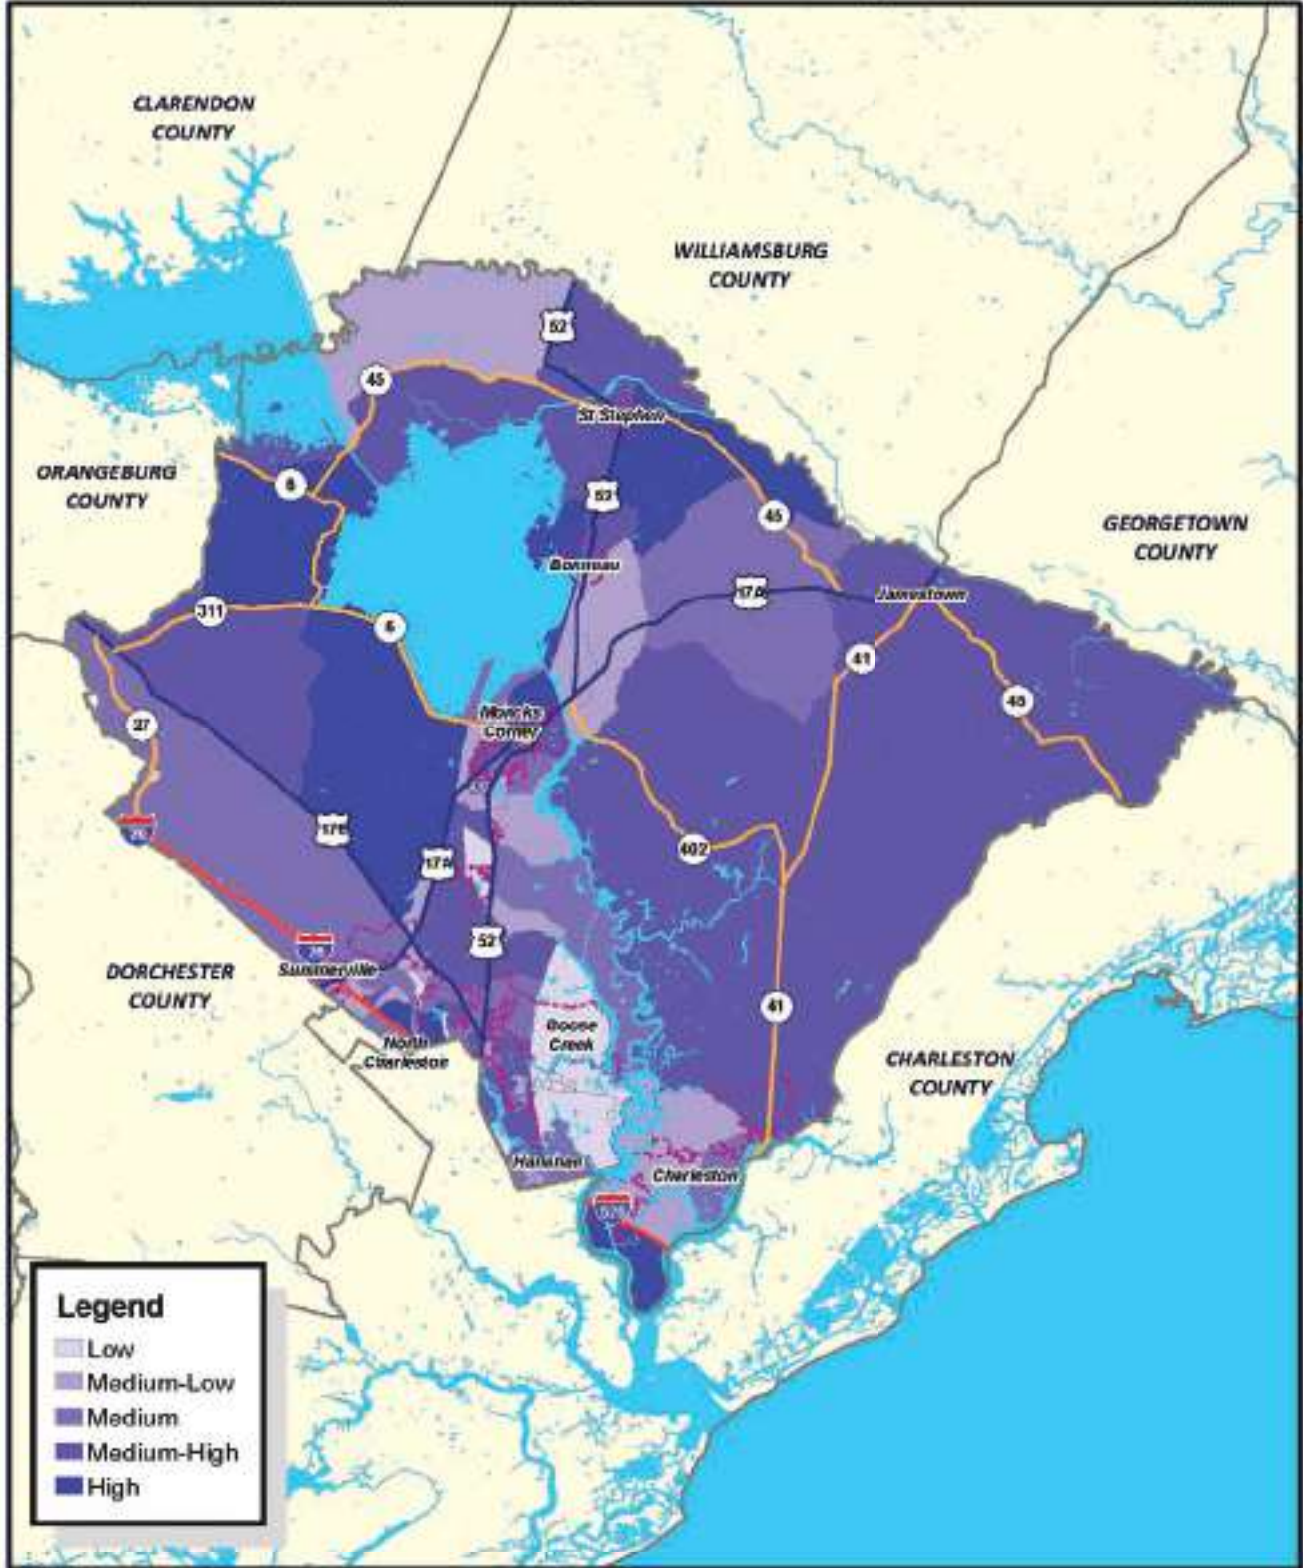 CLARENDON
COUNTY
WILLIAMSBURG
COUNTY
52
45
St Stephen
ORANGEBURG
COUNTY
6
52
45
GEORGETOWN
COUNTY
Bonneau
17A
Jamestown
311
6
41
45
27
Moncks
Corner
26
176
17A
402
52
26
Summerville
DORCHESTER
COUNTY
41
Goose
Creek
North
Charleston
CHARLESTON
COUNTY
Hanahan
Charleston
526
Legend
Low
Medium-Low
Medium
Medium-High
High